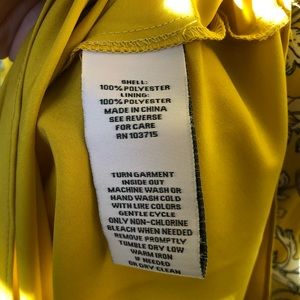 SHELL:
100% POLYESTER
LINING:
100% POLYESTER
MADE IN CHINA
SEE REVERSE
FOR CARE
RN 103715
TURN GARMENT
INSIDE OUT
MACHINE WASH OR
HAND WASH COLD
WITH LIKE COLORS
GENTLE CYCLE
ONLY NON-CHLORINE
BLEACH WHEN NEEDED
REMOVE PROMPTLY
TUMBLE DRY LOW
WARM IRON
IF NEEDED
OR DRY CLEAN